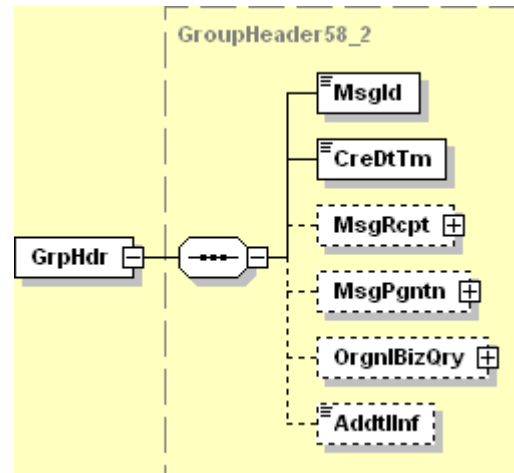 GroupHeader58_2
MsgId
CreDtTm
MsgRcpt
GrpHdr
MsgPgntn
OrgnlBizQry
AddtlInf